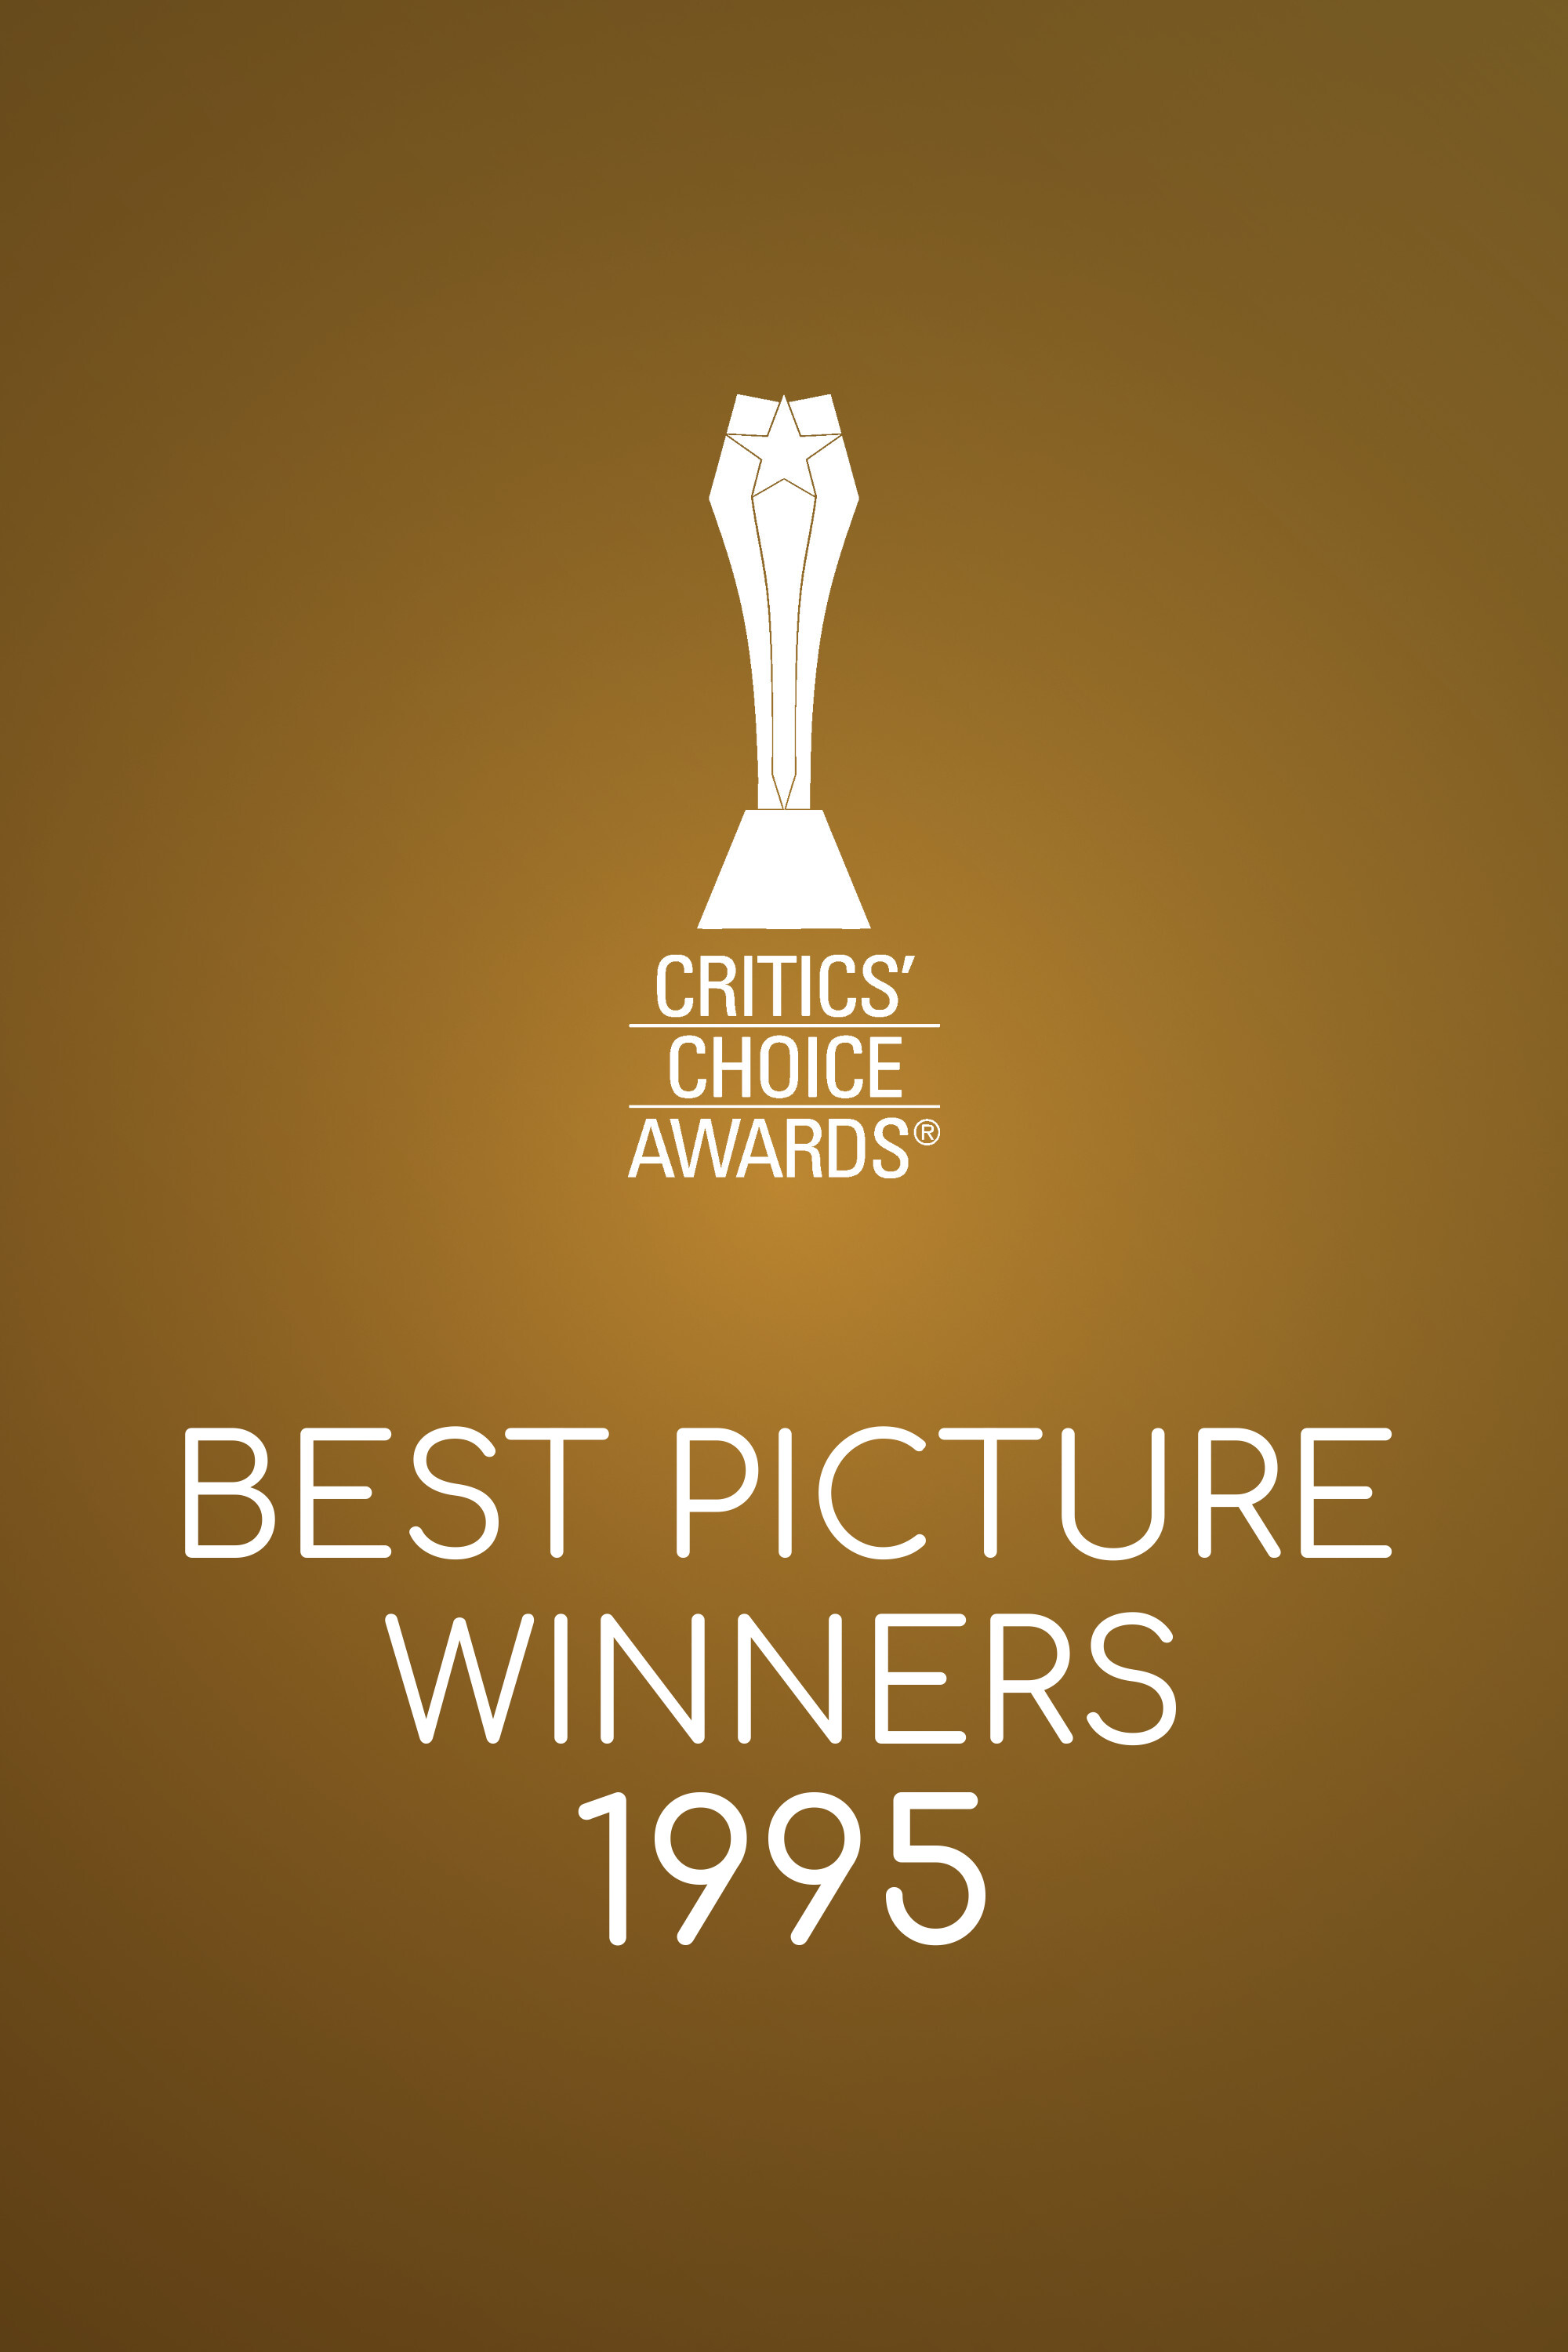 CRITICS'
CHOICE
AWARDS®
BEST PICTURE
WINNERS
1995